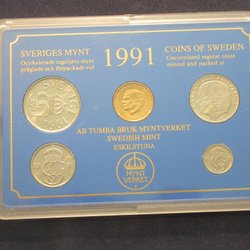 SVERIGES MYNT
Ocirkulerade reguljära mynt
präglade och förpackade vid
1991
COINS OF SWEDEN
Uncirculated regular coins
minted and packed at
AB TUMBA BRUK MYNTVERKET
SWEDISH MINT
ESKILSTUNA
MYNT
VERKET